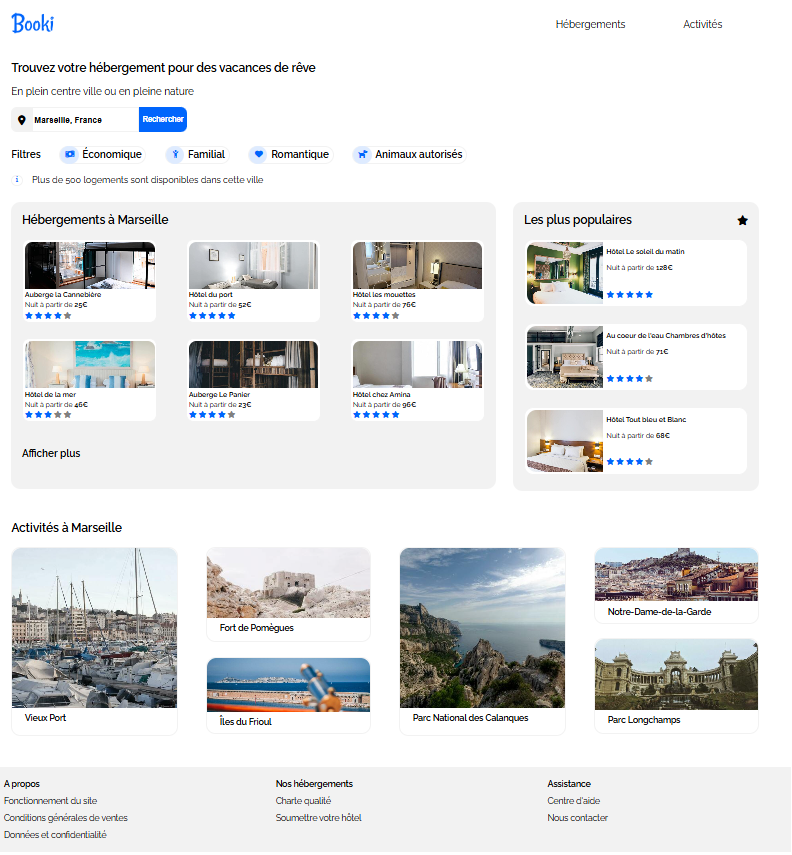 Booki
Hébergements
Activités
Trouvez votre hébergement pour des vacances de rêve
En plein centre ville ou en pleine nature
Marseille, France
Rechercher
Filtres
Économique
Familial
Romantique
Animaux autorisés
i Plus de 500 logements sont disponibles dans cette ville
Hébergements à Marseille
Auberge la Cannebière
Nuit à partir de 25€
Hôtel du port
Nuit à partir de 52€
Hôtel les mouettes
Nuit à partir de 76€
Hôtel de la mer
Nuit à partir de 46€
Auberge Le Panier
Nuit à partir de 23€
Hôtel chez Amina
Nuit à partir de 96€
Afficher plus
Les plus populaires
Hôtel Le soleil du matin
Nuit à partir de 128€
Au coeur de l'eau Chambres d'hôtes
Nuit à partir de 71€
Hôtel Tout bleu et Blanc
Nuit à partir de 68€
Activités à Marseille
Vieux Port
Fort de Pomègues
Îles du Frioul
Parc National des Calanques
Notre-Dame-de-la-Garde
Parc Longchamps
A propos
Fonctionnement du site
Conditions générales de ventes
Données et confidentialité
Nos hébergements
Charte qualité
Soumettre votre hôtel
Assistance
Centre d'aide
Nous contacter